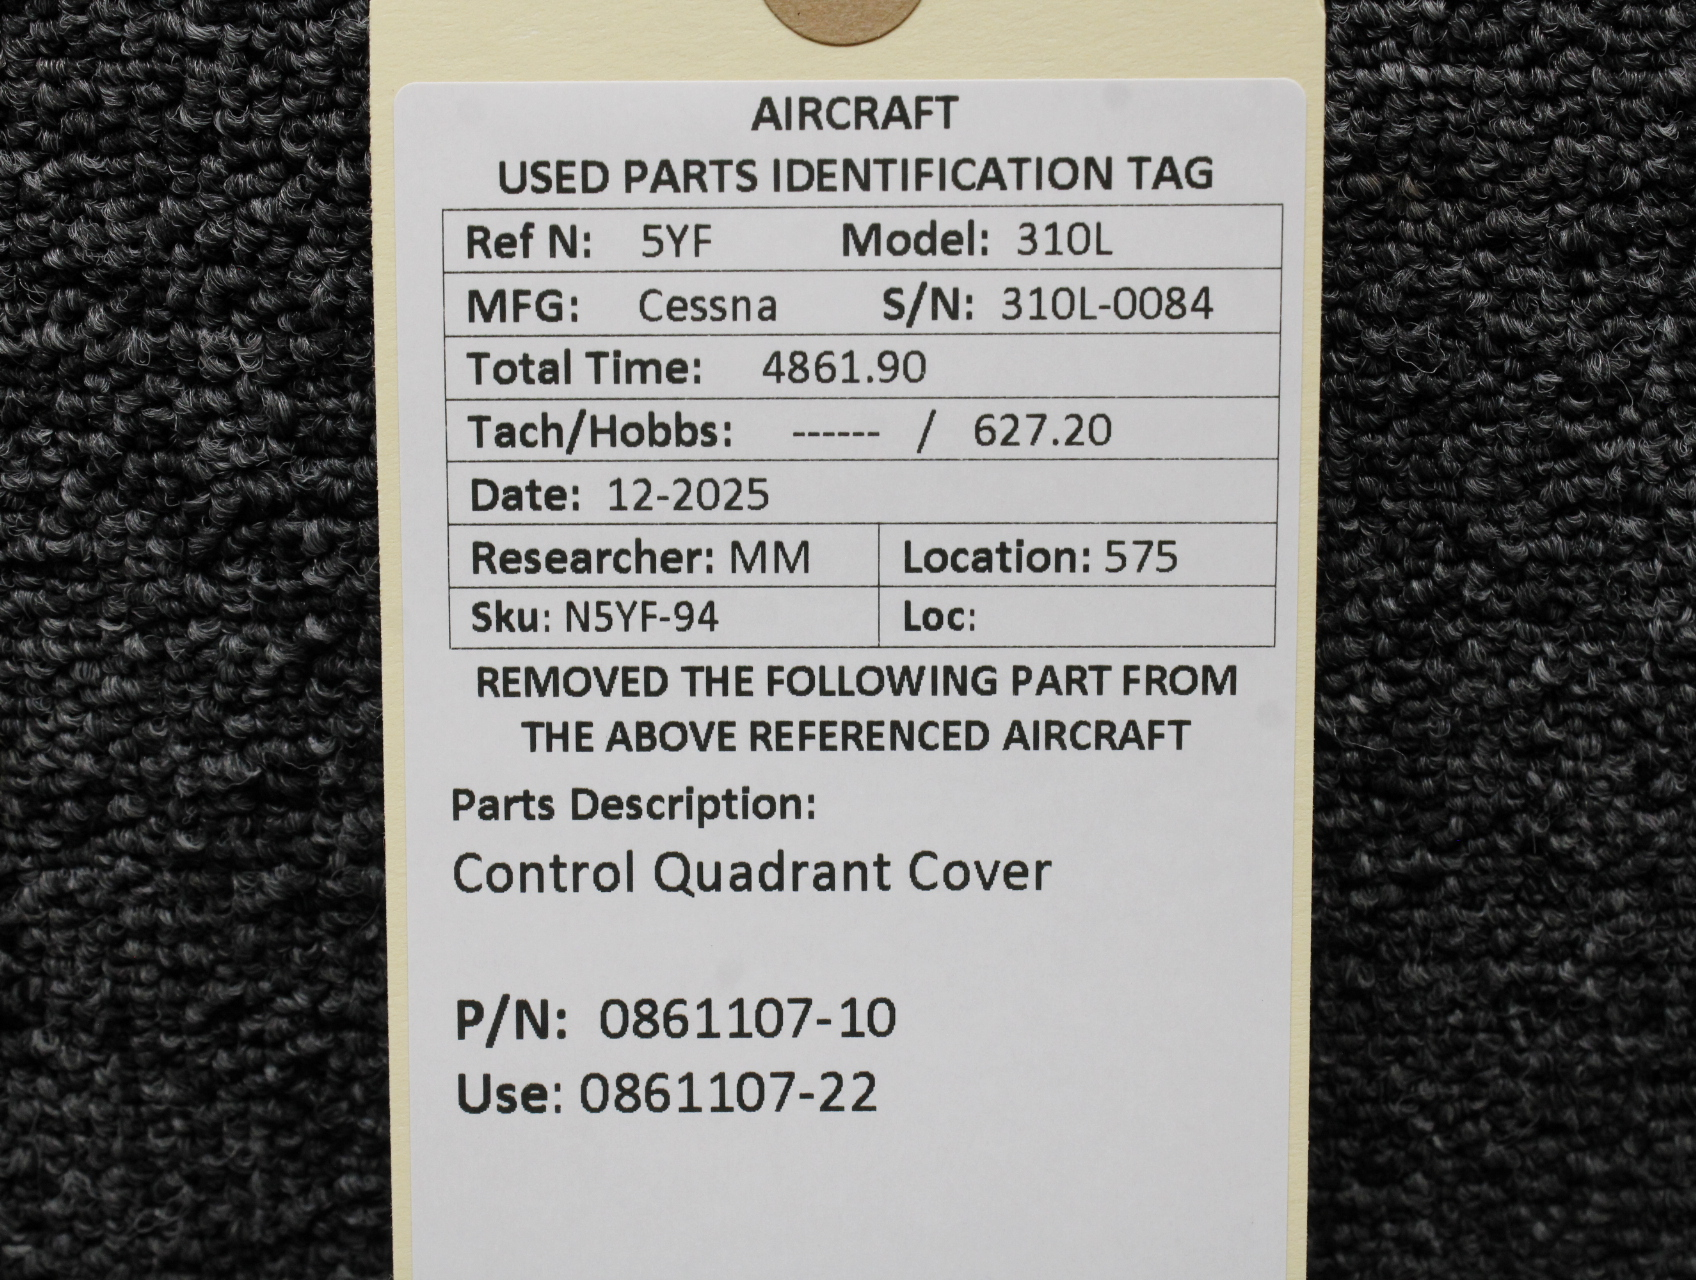 AIRCRAFT
USED PARTS IDENTIFICATION TAG
Ref N: 5YF Model: 310L
MFG: Cessna S/N: 310L-0084
Total Time: 4861.90
Tach/Hobbs: ------ / 627.20
Date: 12-2025
Researcher: MM Location: 575
Sku: N5YF-94 Loc:
REMOVED THE FOLLOWING PART FROM
THE ABOVE REFERENCED AIRCRAFT
Parts Description:
Control Quadrant Cover
P/N: 0861107-10
Use: 0861107-22